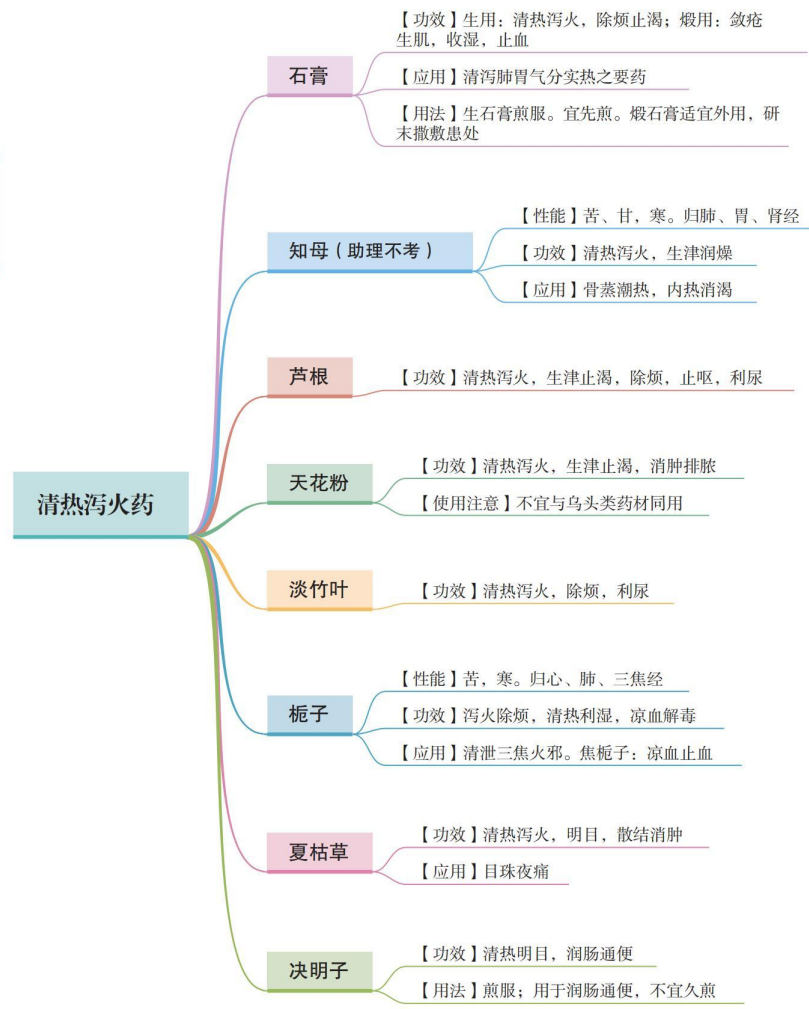 清热泻火药
石膏
【功效】生用：清热泻火，除烦止渴；煅用：敛疮
生肌，收湿，止血
【应用】清泻肺胃气分实热之要药
【用法】生石膏煎服。宜先煎。煅石膏适宜外用，研
末撒敷患处
知母（助理不考）
【性能】苦、甘，寒。归肺、胃、肾经
【功效】清热泻火，生津润燥
【应用】骨蒸潮热，内热消渴
芦根
【功效】清热泻火，生津止渴，除烦，止呕，利尿
天花粉
【功效】清热泻火，生津止渴，消肿排脓
【使用注意】不宜与乌头类药材同用
淡竹叶
【功效】清热泻火，除烦，利尿
栀子
【性能】苦，寒。归心、肺、三焦经
【功效】泻火除烦，清热利湿，凉血解毒
【应用】清泄三焦火邪。焦栀子：凉血止血
夏枯草
【功效】清热泻火，明目，散结消肿
【应用】目珠夜痛
决明子
【功效】清热明目，润肠通便
【用法】煎服；用于润肠通便，不宜久煎